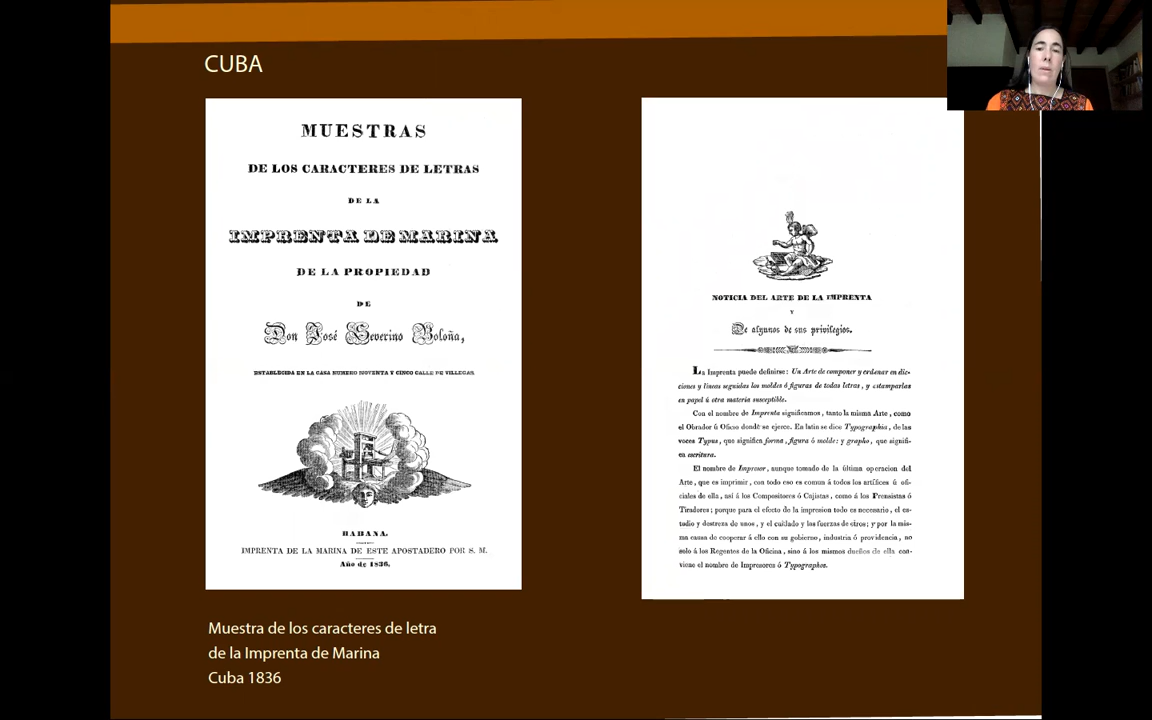 CUBA
MUESTRAS
DE LOS CARACTERES DE LETRAS
DE LA
IMPRENTA DE MARINA
DE LA PROPIEDAD
DE
Don José Severino Boloña,
ESTABLECIDA EN LA CASA NUMERO NOVENTA Y CINCO CALLE DE VILLEGAS.
HABANA.
IMPRENTA DE LA MARINA DE ESTE APOSTADERO POR S. M.
Año de 1836.
Muestra de los caracteres de letra
de la Imprenta de Marina
Cuba 1836
NOTICIA DEL ARTE DE LA IMPRENTA
Y
De algunos de sus privilegios.
La Imprenta puede definirse: Un Arte de componer y ordenar en dic-
ciones y líneas seguidas los moldes ó figuras de todas letras, y estamparlas
en papel ú otra materia susceptible.
Con el nombre de Imprenta significamos, tanto la misma Arte, como
el Obrador ú Oficio donde se ejerce. En latin se dice Typographia, de las
voces Typus, que significa forma, figura ó molde: y grapho, que signifi-
ca escritura.
El nombre de Impresor, aunque tomado de la última operacion del
Arte, que es imprimir, con todo eso es comun á todos los artífices ú ofi-
ciales de ella, así á los Compositores ó Cajistas, como á los Prensistas ó
Tiradores; porque para el efecto de la impresion todo es necesario, el es-
tudio y destreza de unos, y el cuidado y las fuerzas de otros; y por la mis-
ma causa de cooperar á ello con su gobierno, industria ó providencia, no
solo á los Regentes de la Oficina, sino á los mismos dueños de ella con-
viene el nombre de Impresores ó Typographos.